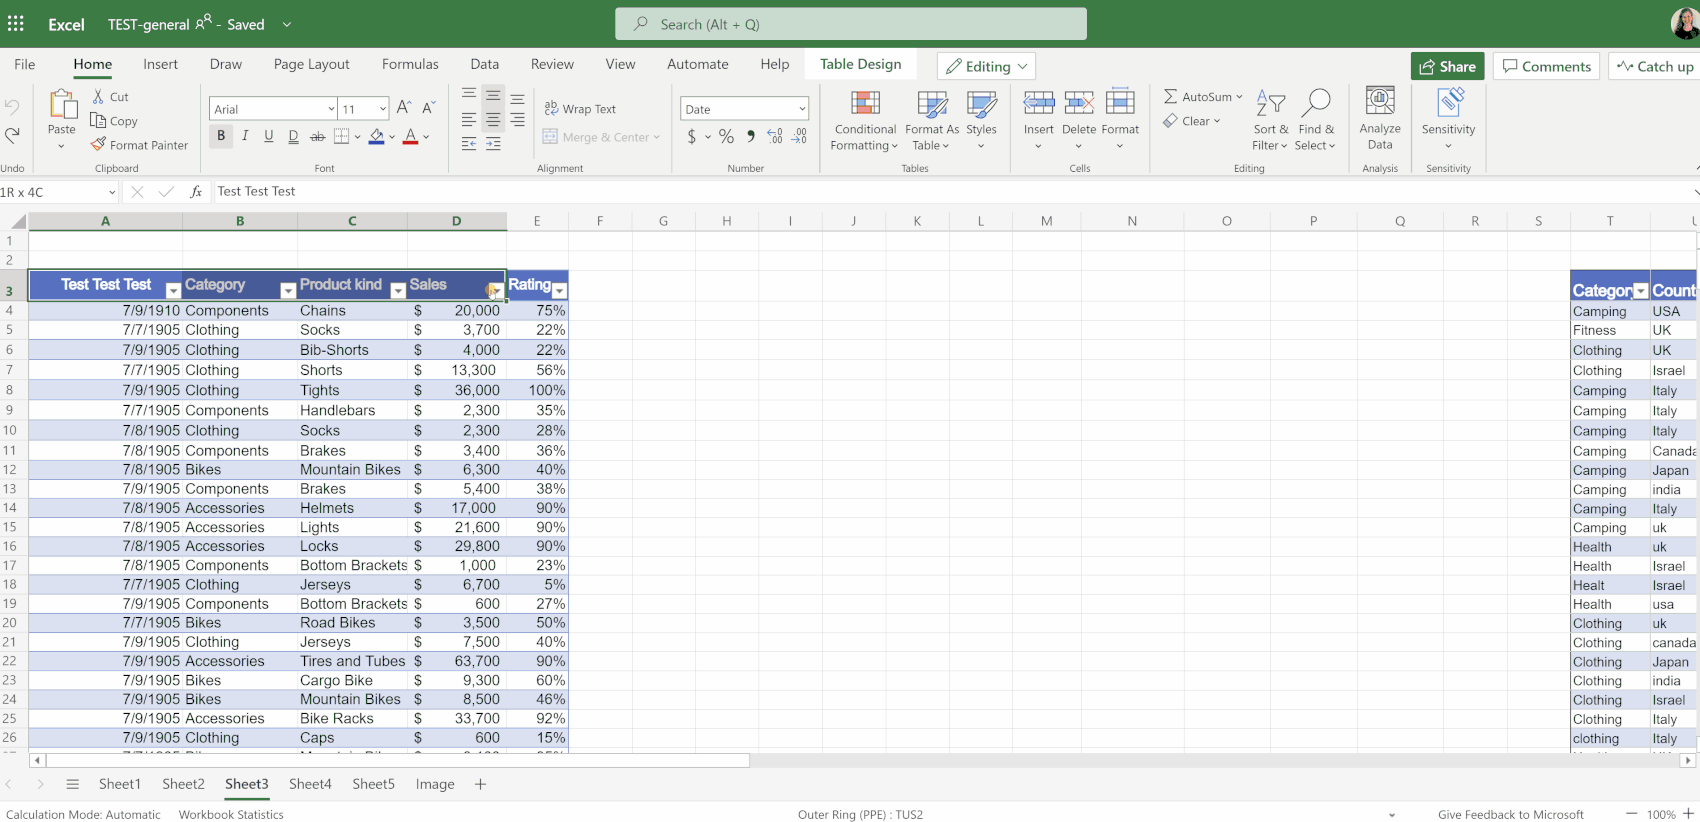 Excel TEST-general - Saved Search (Alt + Q)
File Home Insert Draw Page Layout Formulas Data Review View Automate Help Table Design Editing Share Comments Catch up
Paste Cut Copy Format Painter Arial 11 A A Wrap Text Date Conditional Formatting Format As Table Styles Insert Delete Format AutoSum Clear Sort & Filter Find & Select Analyze Data Sensitivity
B I U D ab A Merge & Center $ % .00
Undo Clipboard Font Alignment Number Tables Cells Editing Analysis Sensitivity
1R x 4C fx Test Test Test
A B C D E F G H I J K L M N O P Q R S T
1
2
3 Test Test Test Category Product kind Sales Rating Categor Count
4 7/9/1910 Components Chains $ 20,000 75% Camping USA
5 7/7/1905 Clothing Socks $ 3,700 22% Fitness UK
6 7/9/1905 Clothing Bib-Shorts $ 4,000 22% Clothing UK
7 7/7/1905 Clothing Shorts $ 13,300 56% Clothing Israel
8 7/9/1905 Clothing Tights $ 36,000 100% Camping Italy
9 7/7/1905 Components Handlebars $ 2,300 35% Camping Italy
10 7/8/1905 Clothing Socks $ 2,300 28% Camping Italy
11 7/8/1905 Components Brakes $ 3,400 36% Camping Canada
12 7/8/1905 Bikes Mountain Bikes $ 6,300 40% Camping Japan
13 7/9/1905 Components Brakes $ 5,400 38% Camping india
14 7/8/1905 Accessories Helmets $ 17,000 90% Camping Italy
15 7/8/1905 Accessories Lights $ 21,600 90% Camping uk
16 7/8/1905 Accessories Locks $ 29,800 90% Health uk
17 7/8/1905 Components Bottom Brackets $ 1,000 23% Health Israel
18 7/7/1905 Clothing Jerseys $ 6,700 5% Healt Israel
19 7/9/1905 Components Bottom Brackets $ 600 27% Health usa
20 7/7/1905 Bikes Road Bikes $ 3,500 50% Clothing uk
21 7/9/1905 Clothing Jerseys $ 7,500 40% Clothing canada
22 7/9/1905 Accessories Tires and Tubes $ 63,700 90% Clothing Japan
23 7/9/1905 Bikes Cargo Bike $ 9,300 60% Clothing india
24 7/9/1905 Bikes Mountain Bikes $ 8,500 46% Clothing Israel
25 7/9/1905 Accessories Bike Racks $ 33,700 92% Clothing Italy
26 7/9/1905 Clothing Caps $ 600 15% clothing Italy
Sheet1 Sheet2 Sheet3 Sheet4 Sheet5 Image +
Calculation Mode: Automatic Workbook Statistics Outer Ring (PPE) : TUS2 Give Feedback to Microsoft — 100% +